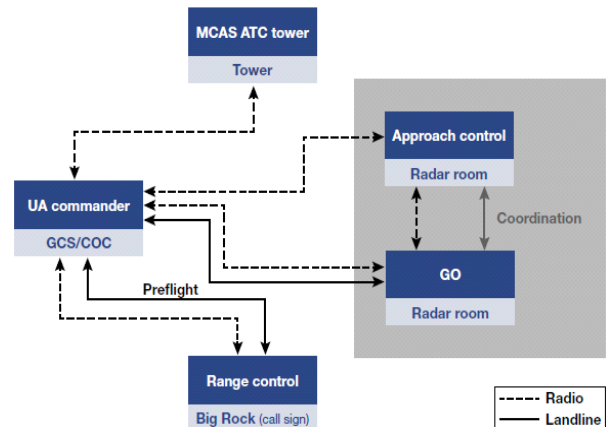 MCAS ATC tower
Tower
Approach control
Radar room
UA commander
GCS/COC
Coordination
GO
Radar room
Preflight
Range control
Big Rock (call sign)
Radio
Landline